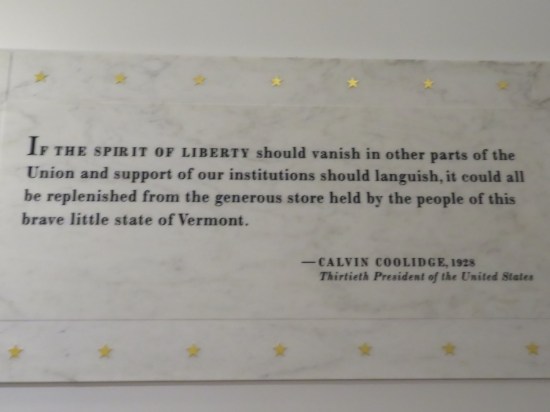 IF THE SPIRIT OF LIBERTY should vanish in other parts of the
Union and support of our institutions should languish, it could all
be replenished from the generous store held by the people of this
brave little state of Vermont.
—CALVIN COOLIDGE, 1928
Thirtieth President of the United States